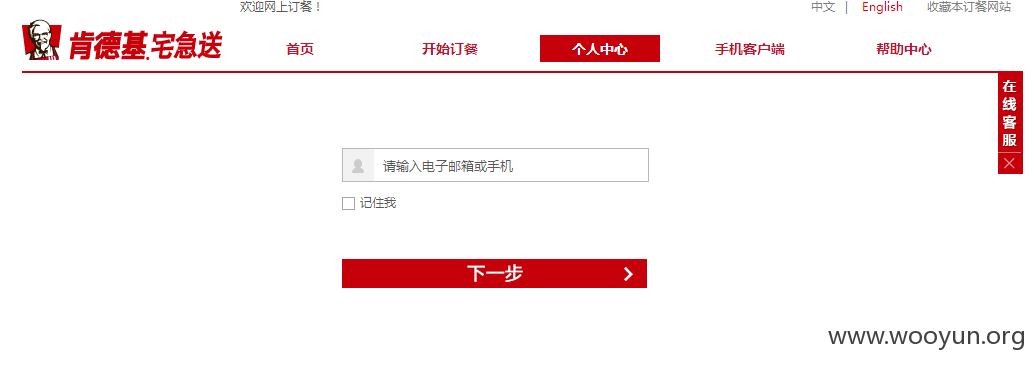 欢迎网上订餐！
中文 | English 收藏本订餐网站
肯德基.宅急送
首页 开始订餐 个人中心 手机客户端 帮助中心
在线客服
请输入电子邮箱或手机
记住我
下一步
www.wooyun.org